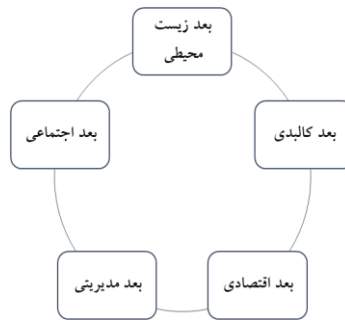 بعد زیست
محیطی
بعد کالبدی
بعد اجتماعی
بعد اقتصادی
بعد مدیریتی